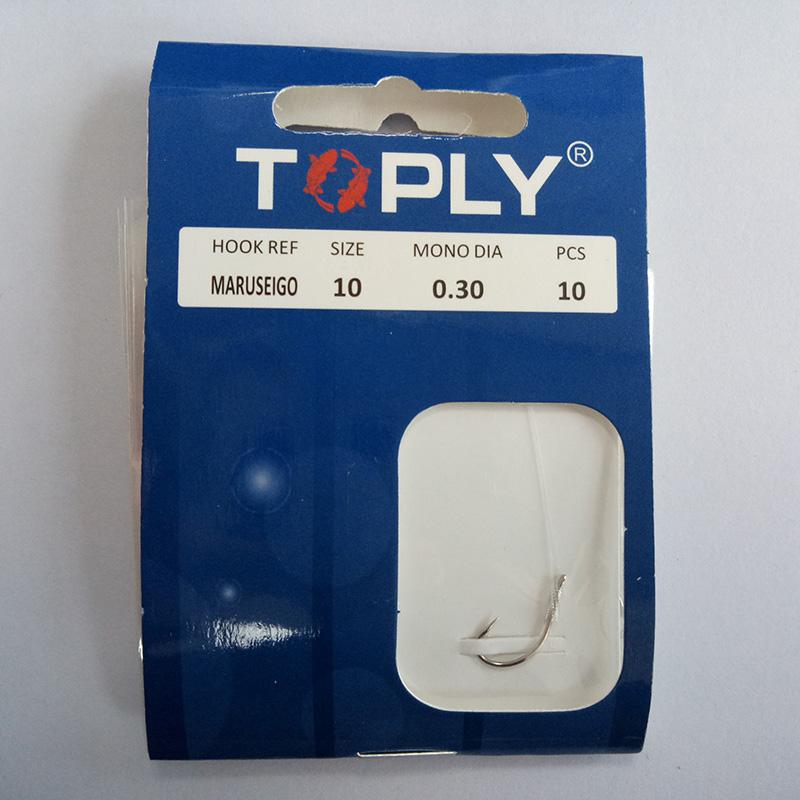 TOPLY®
HOOK REF SIZE MONO DIA PCS
MARUSEIGO 10 0.30 10